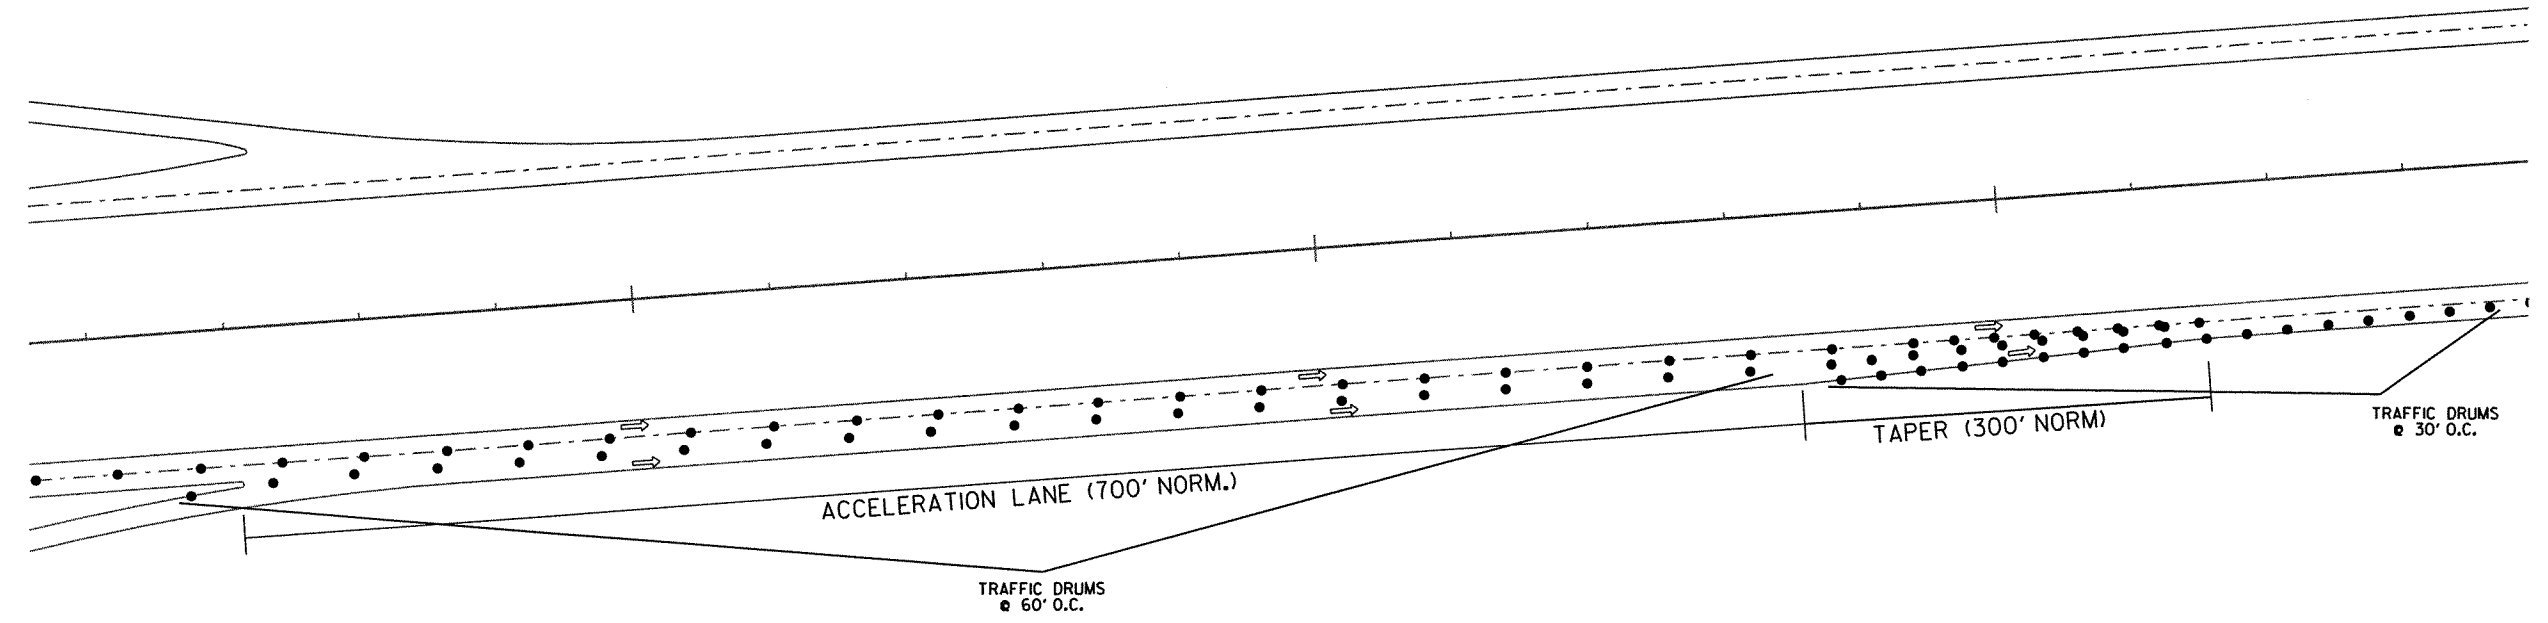 TAPER (300' NORM)
TRAFFIC DRUMS
@ 30' O.C.
ACCELERATION LANE (700' NORM.)
TRAFFIC DRUMS
@ 60' O.C.